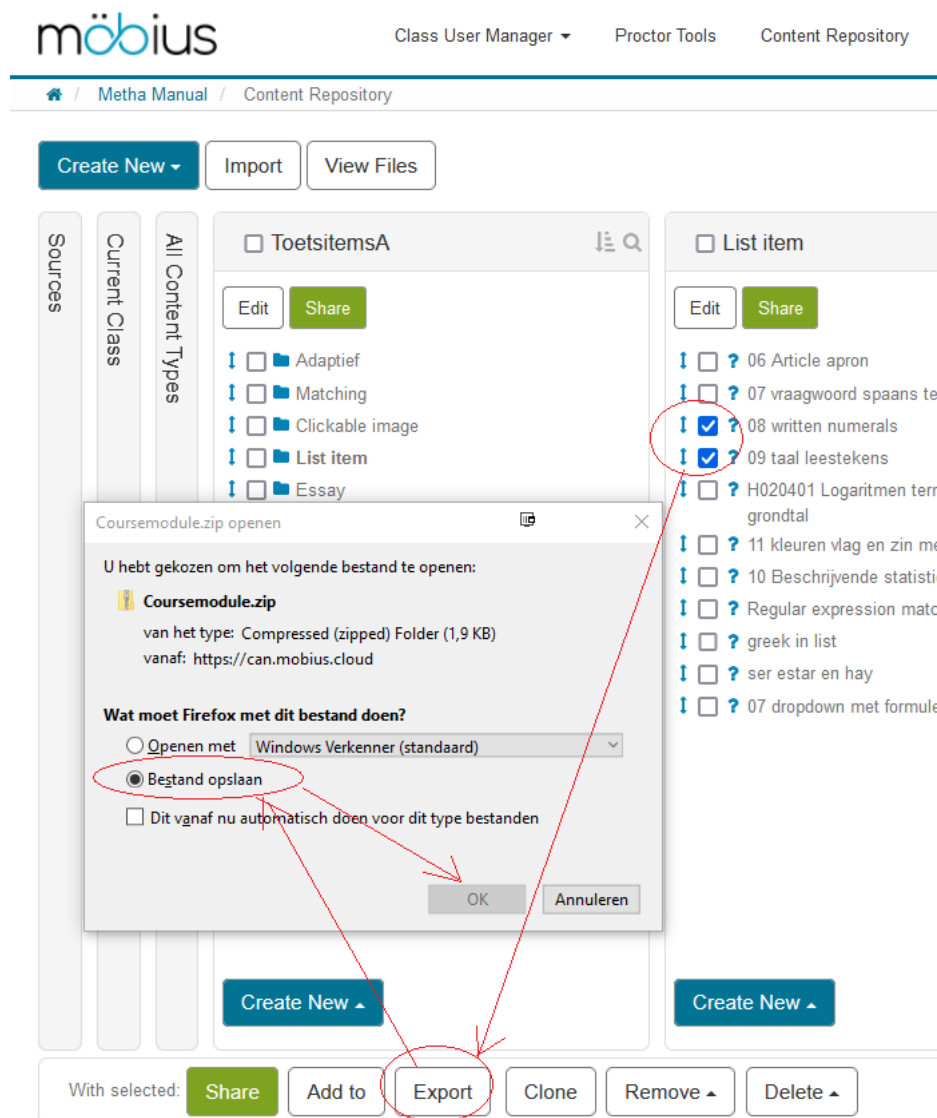 möbius
Class User Manager
Proctor Tools
Content Repository
Metha Manual / Content Repository
Create New
Import
View Files
Sources
Current Class
All Content Types
ToetsitemsA
Edit
Share
Adaptief
Matching
Clickable image
List item
Essay
List item
Edit
Share
? 06 Article apron
? 07 vraagwoord spaans te
? 08 written numerals
? 09 taal leestekens
? H020401 Logaritmen
grondtal
? 11 kleuren vlag en zin
? 10 Beschrijvende
? Regular expression
? greek in list
? ser estar en hay
? 07 dropdown met
Coursemodule.zip openen
U hebt gekozen om het volgende bestand te openen:
Coursemodule.zip
van het type: Compressed (zipped) Folder (1,9 KB)
vanaf: https://can.mobius.cloud
Wat moet Firefox met dit bestand doen?
Openen met Windows Verkenner (standaard)
Bestand opslaan
Dit vanaf nu automatisch doen voor dit type bestanden
OK
Annuleren
Create New
Create New
With selected:
Share
Add to
Export
Clone
Remove
Delete